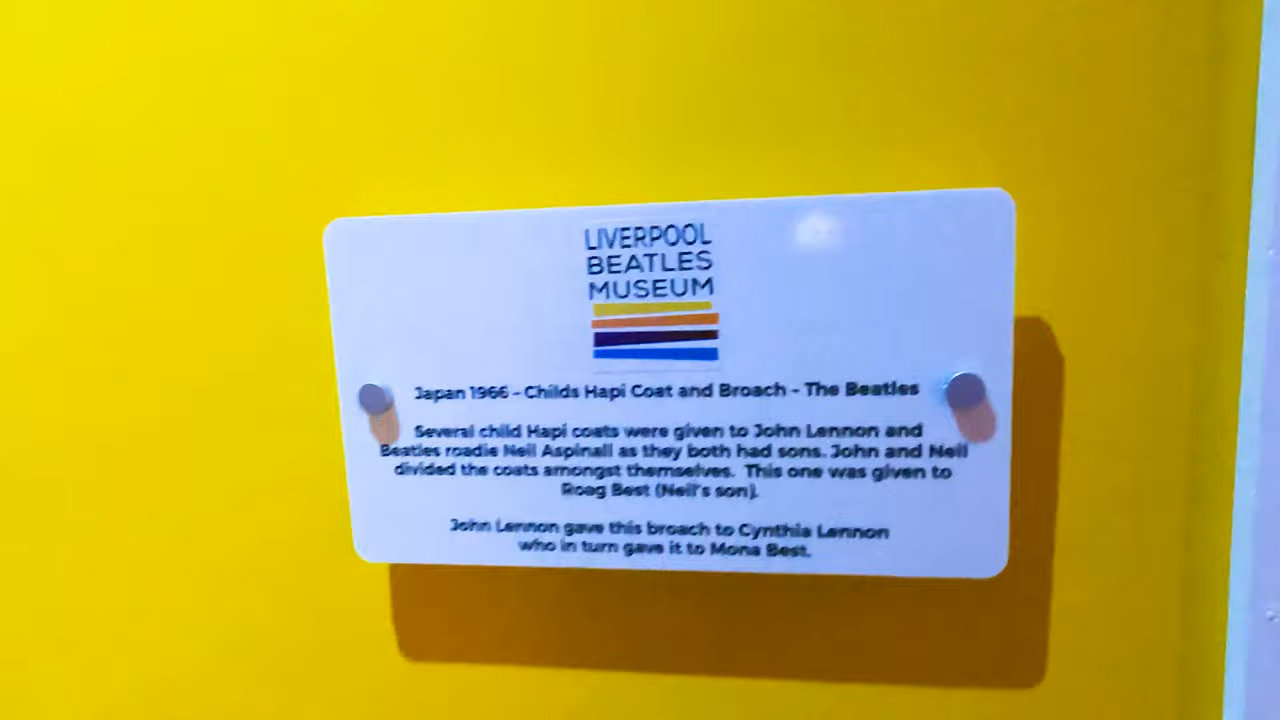 LIVERPOOL
BEATLES
MUSEUM
Japan 1966 - Childs Hapi Coat and Broach - The Beatles
Several child Hapi coats were given to John Lennon and
Beatles roadie Neil Aspinall as they both had sons. John and Neil
divided the coats amongst themselves. This one was given to
Roag Best (Neil's son).
John Lennon gave this broach to Cynthia Lennon
who in turn gave it to Mona Best.